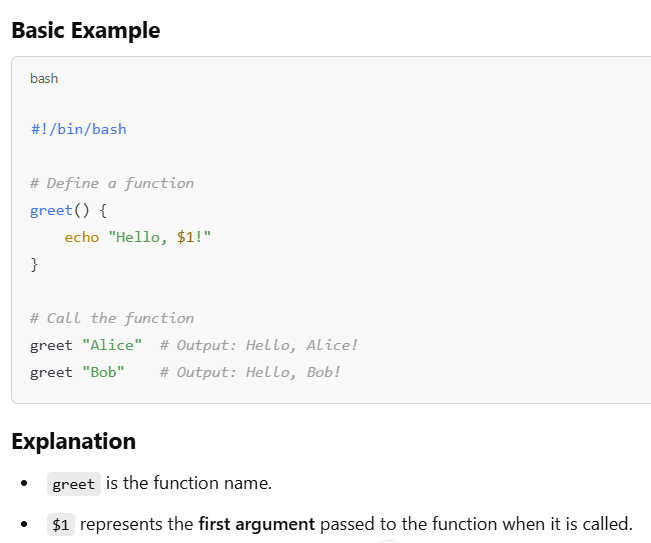 Basic Example
bash
#!/bin/bash
# Define a function
greet() {
    echo "Hello, $1!"
}
# Call the function
greet "Alice"  # Output: Hello, Alice!
greet "Bob"    # Output: Hello, Bob!
Explanation
• greet is the function name.
• $1 represents the first argument passed to the function when it is called.